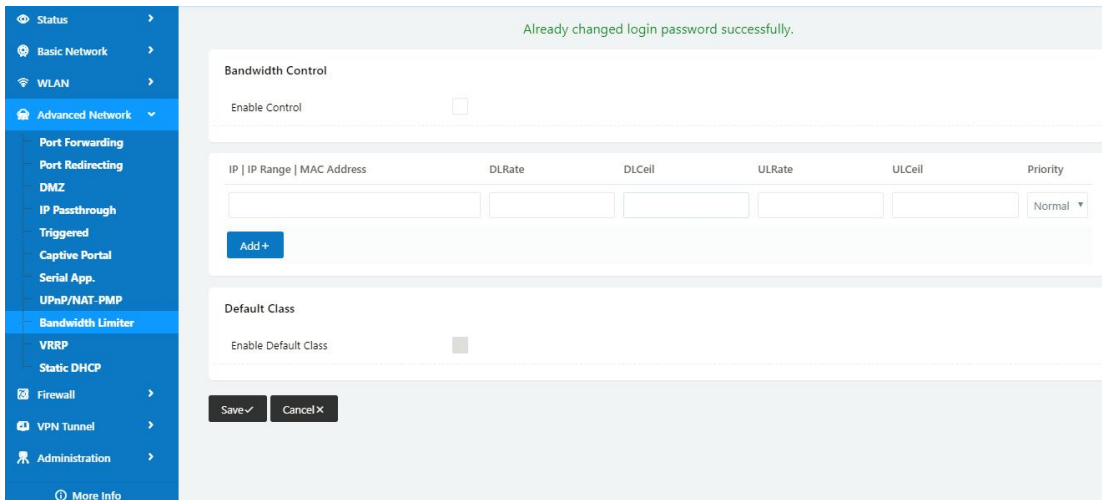 Status
Basic Network
WLAN
Advanced Network
Port Forwarding
Port Redirecting
DMZ
IP Passthrough
Triggered
Captive Portal
Serial App.
UPnP/NAT-PMP
Bandwidth Limiter
VRRP
Static DHCP
Firewall
VPN Tunnel
Administration
More Info
Already changed login password successfully.
Bandwidth Control
Enable Control
IP | IP Range | MAC Address DLRate DLCeil ULRate ULCeil Priority
Normal
Add+
Default Class
Enable Default Class
Save Cancel